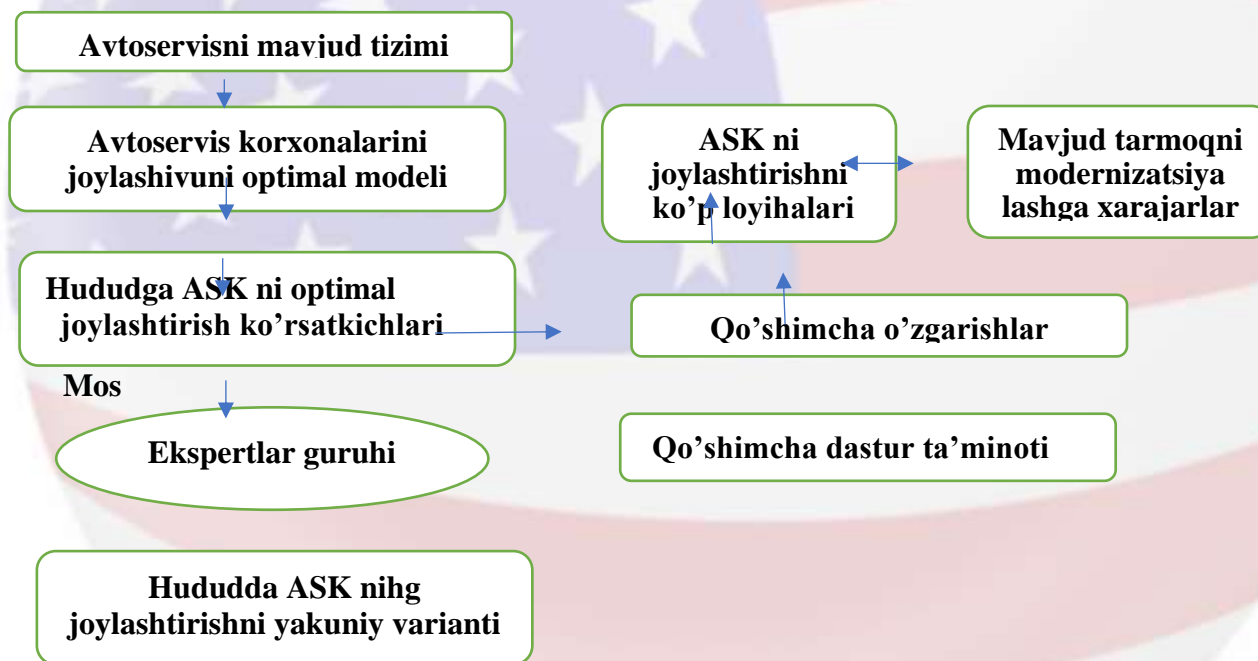 Avtoservisni mavjud tizimi
Avtoservis korxonalarini
joylashivuni optimal modeli
ASK ni
joylashtirishni
ko’p loyihalari
Mavjud tarmoqni
modernizatsiya
lashga xarajarlar
Hududga ASK ni optimal
joylashtirish ko’rsatkichlari
Qo’shimcha o’zgarishlar
Mos
Ekspertlar guruhi
Qo’shimcha dastur ta’minoti
Hududda ASK nihg
joylashtirishni yakuniy varianti